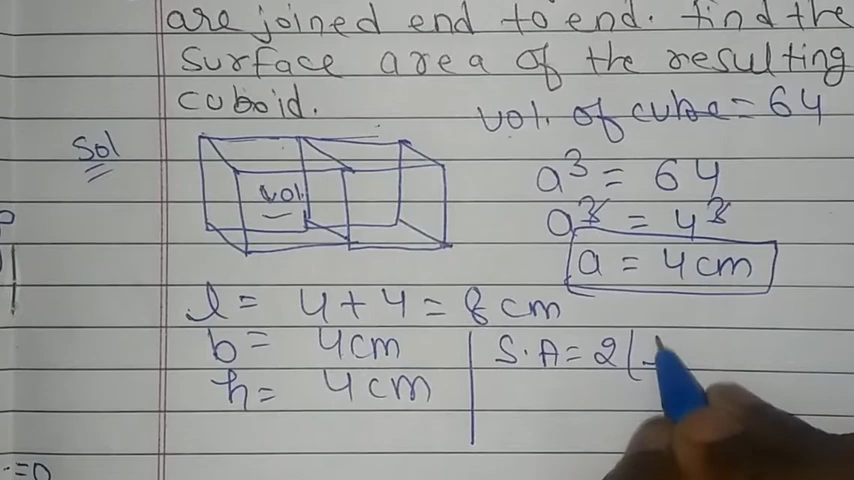 are joined end to end. find the
surface area of the resulting
cuboid.
vol. of cube = 64
Sol
vol.
a³ = 64
a³ = 4³
a = 4cm
l = 4+4 = 8 cm
b = 4cm
h = 4cm
S.A = 2(
=0